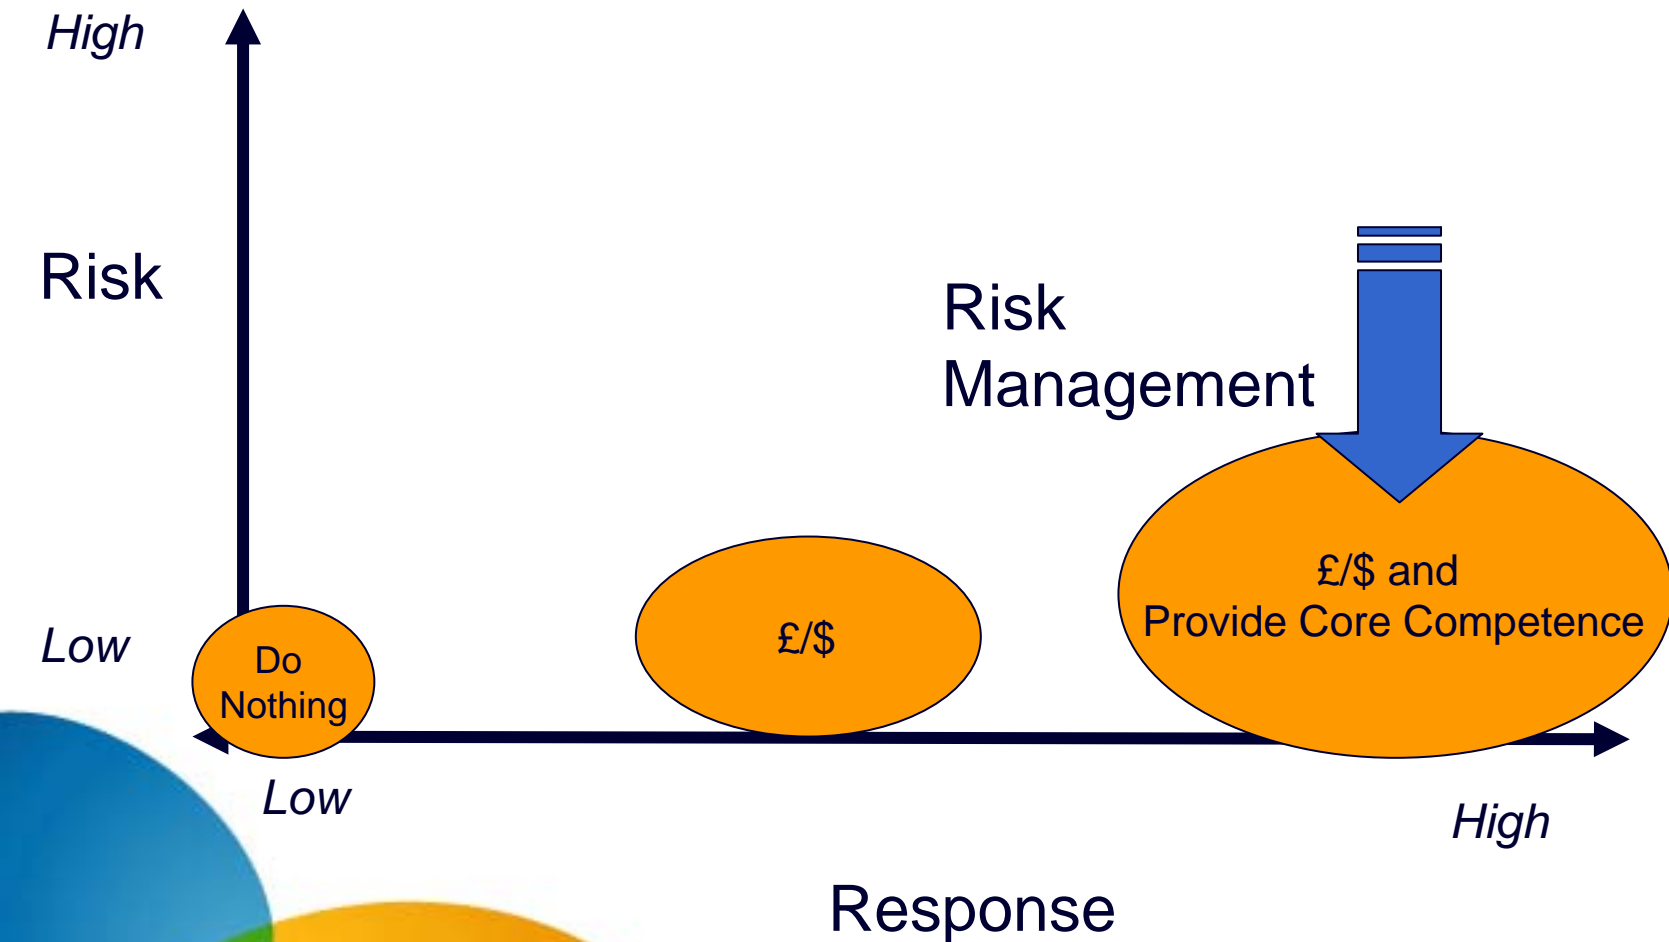 High
Risk
Risk
Management
£/$ and
Provide Core Competence
£/$
Low
Do
Nothing
Low
High
Response